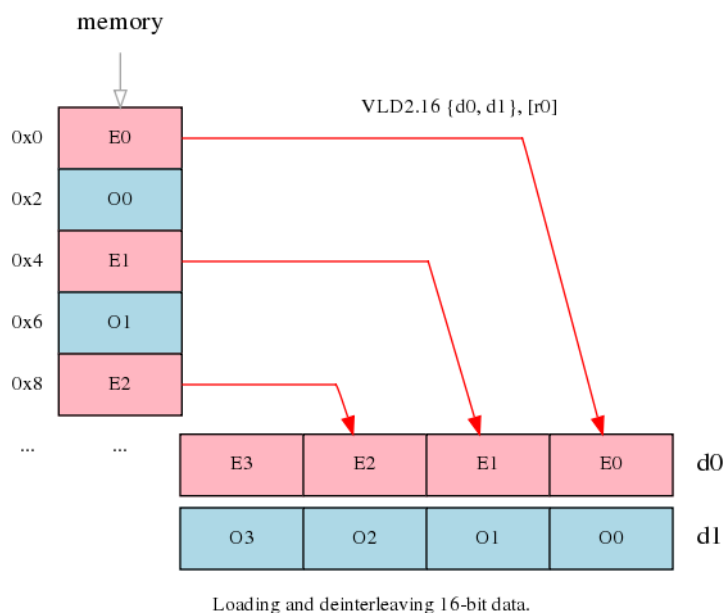 memory
VLD2.16 {d0, d1}, [r0]
0x0 E0
0x2 O0
0x4 E1
0x6 O1
0x8 E2
... ...
E3 E2 E1 E0 d0
O3 O2 O1 O0 d1
Loading and deinterleaving 16-bit data.